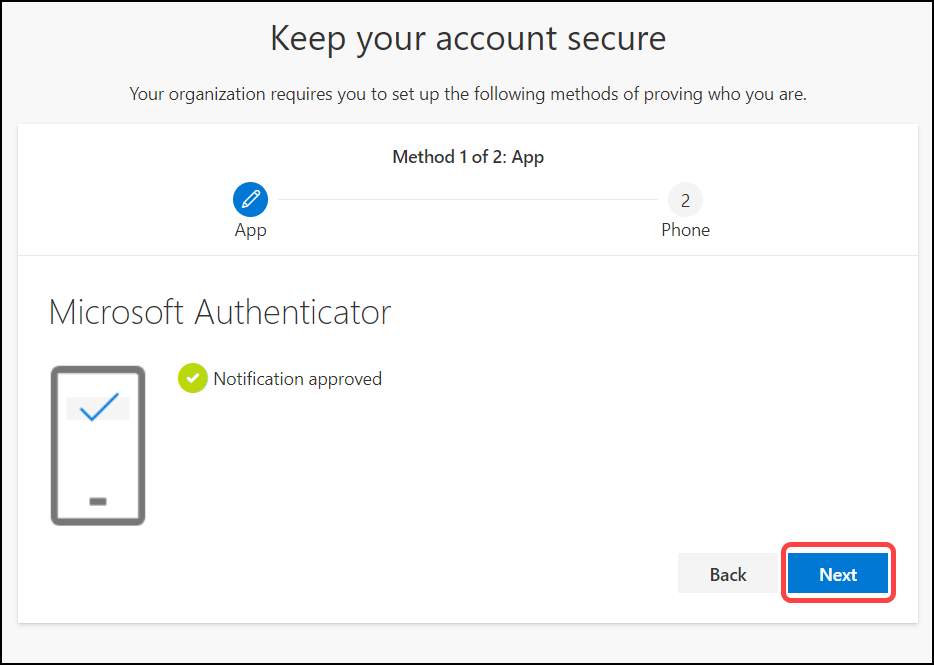 Keep your account secure
Your organization requires you to set up the following methods of proving who you are.
Method 1 of 2: App
2
App
Phone
Microsoft Authenticator
Notification approved
Back
Next